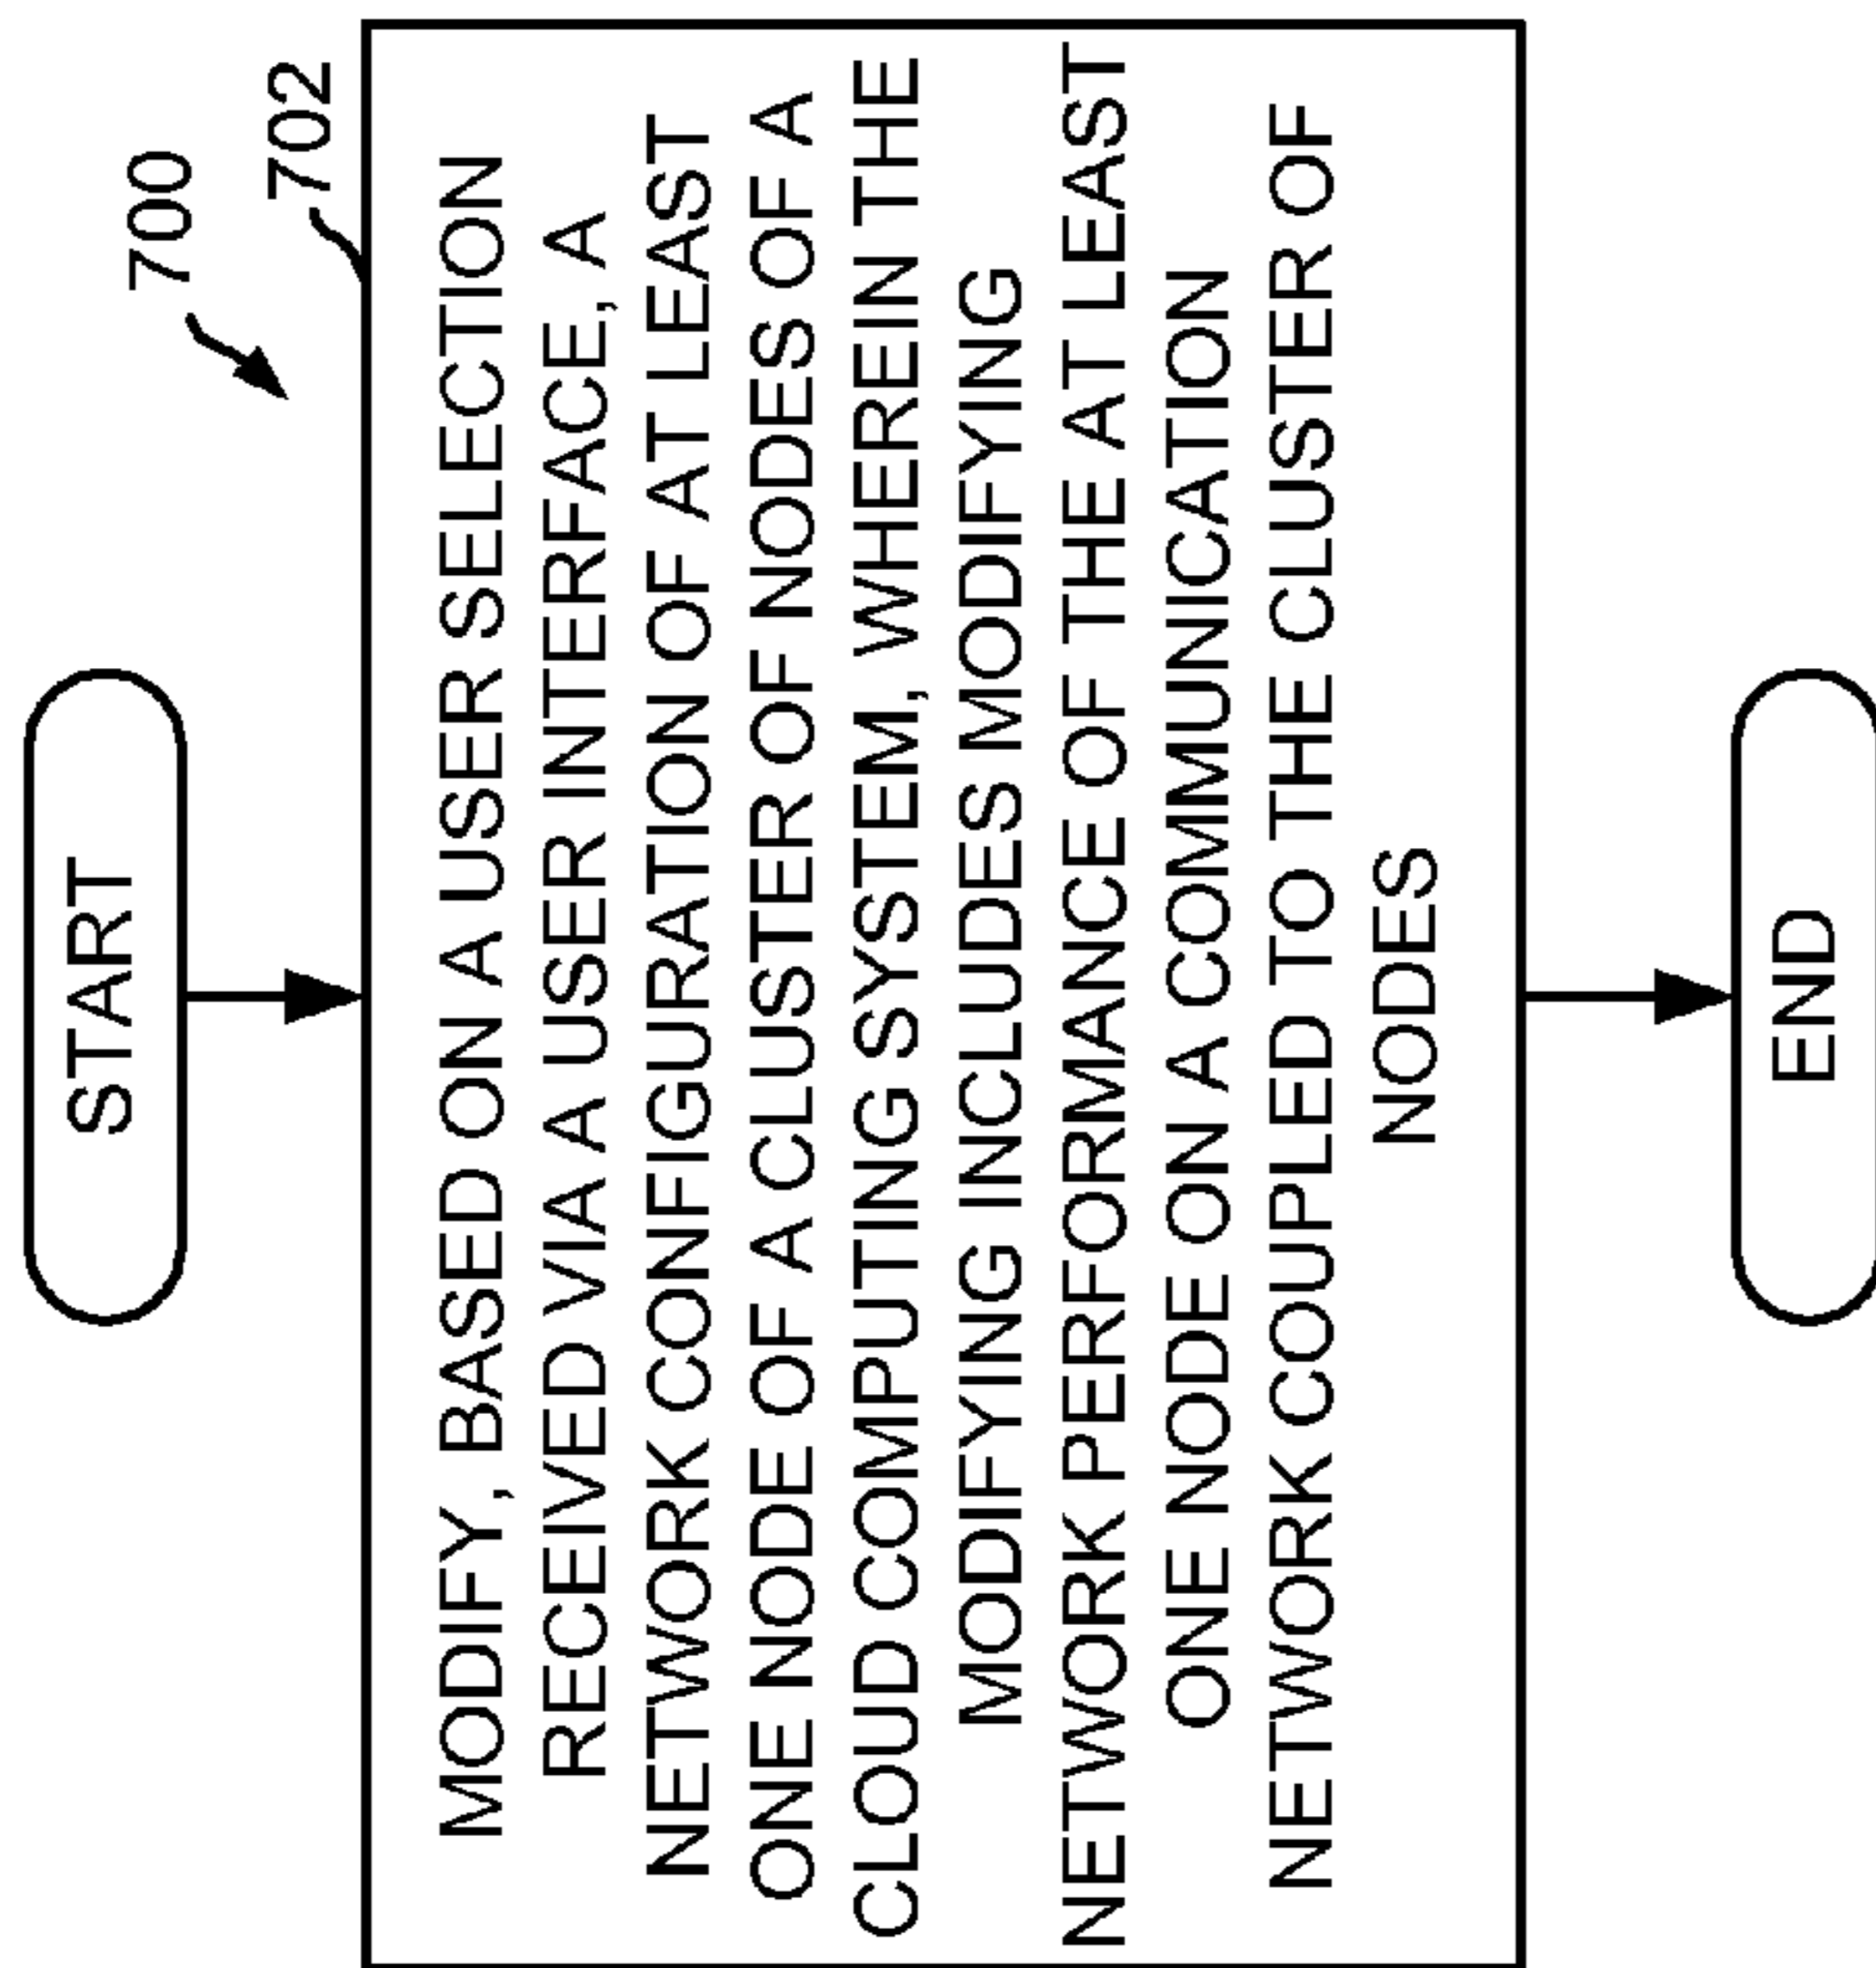 START
700
702
MODIFY, BASED ON A USER SELECTION
RECEIVED VIA A USER INTERFACE, A
NETWORK CONFIGURATION OF AT LEAST
ONE NODE OF A CLUSTER OF NODES OF A
CLOUD COMPUTING SYSTEM, WHEREIN THE
MODIFYING INCLUDES MODIFYING
NETWORK PERFORMANCE OF THE AT LEAST
ONE NODE ON A COMMUNICATION
NETWORK COUPLED TO THE CLUSTER OF
NODES
END